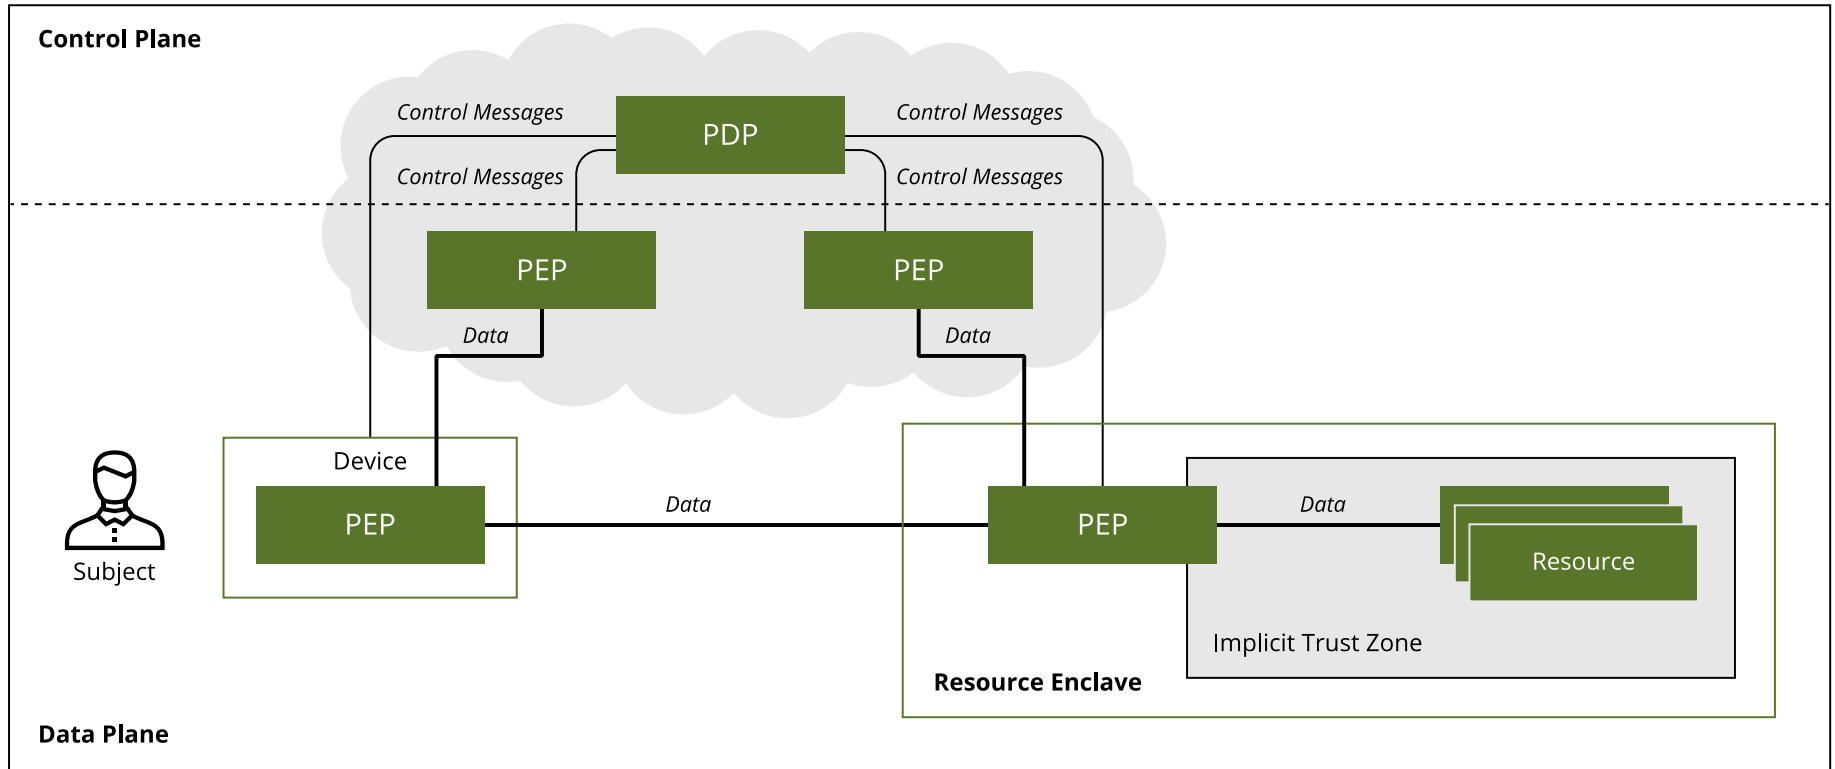 Control Plane
Control Messages
Control Messages
PDP
Control Messages
Control Messages
PEP
PEP
Data
Data
Device
PEP
Subject
Data
PEP
Data
Resource
Implicit Trust Zone
Resource Enclave
Data Plane